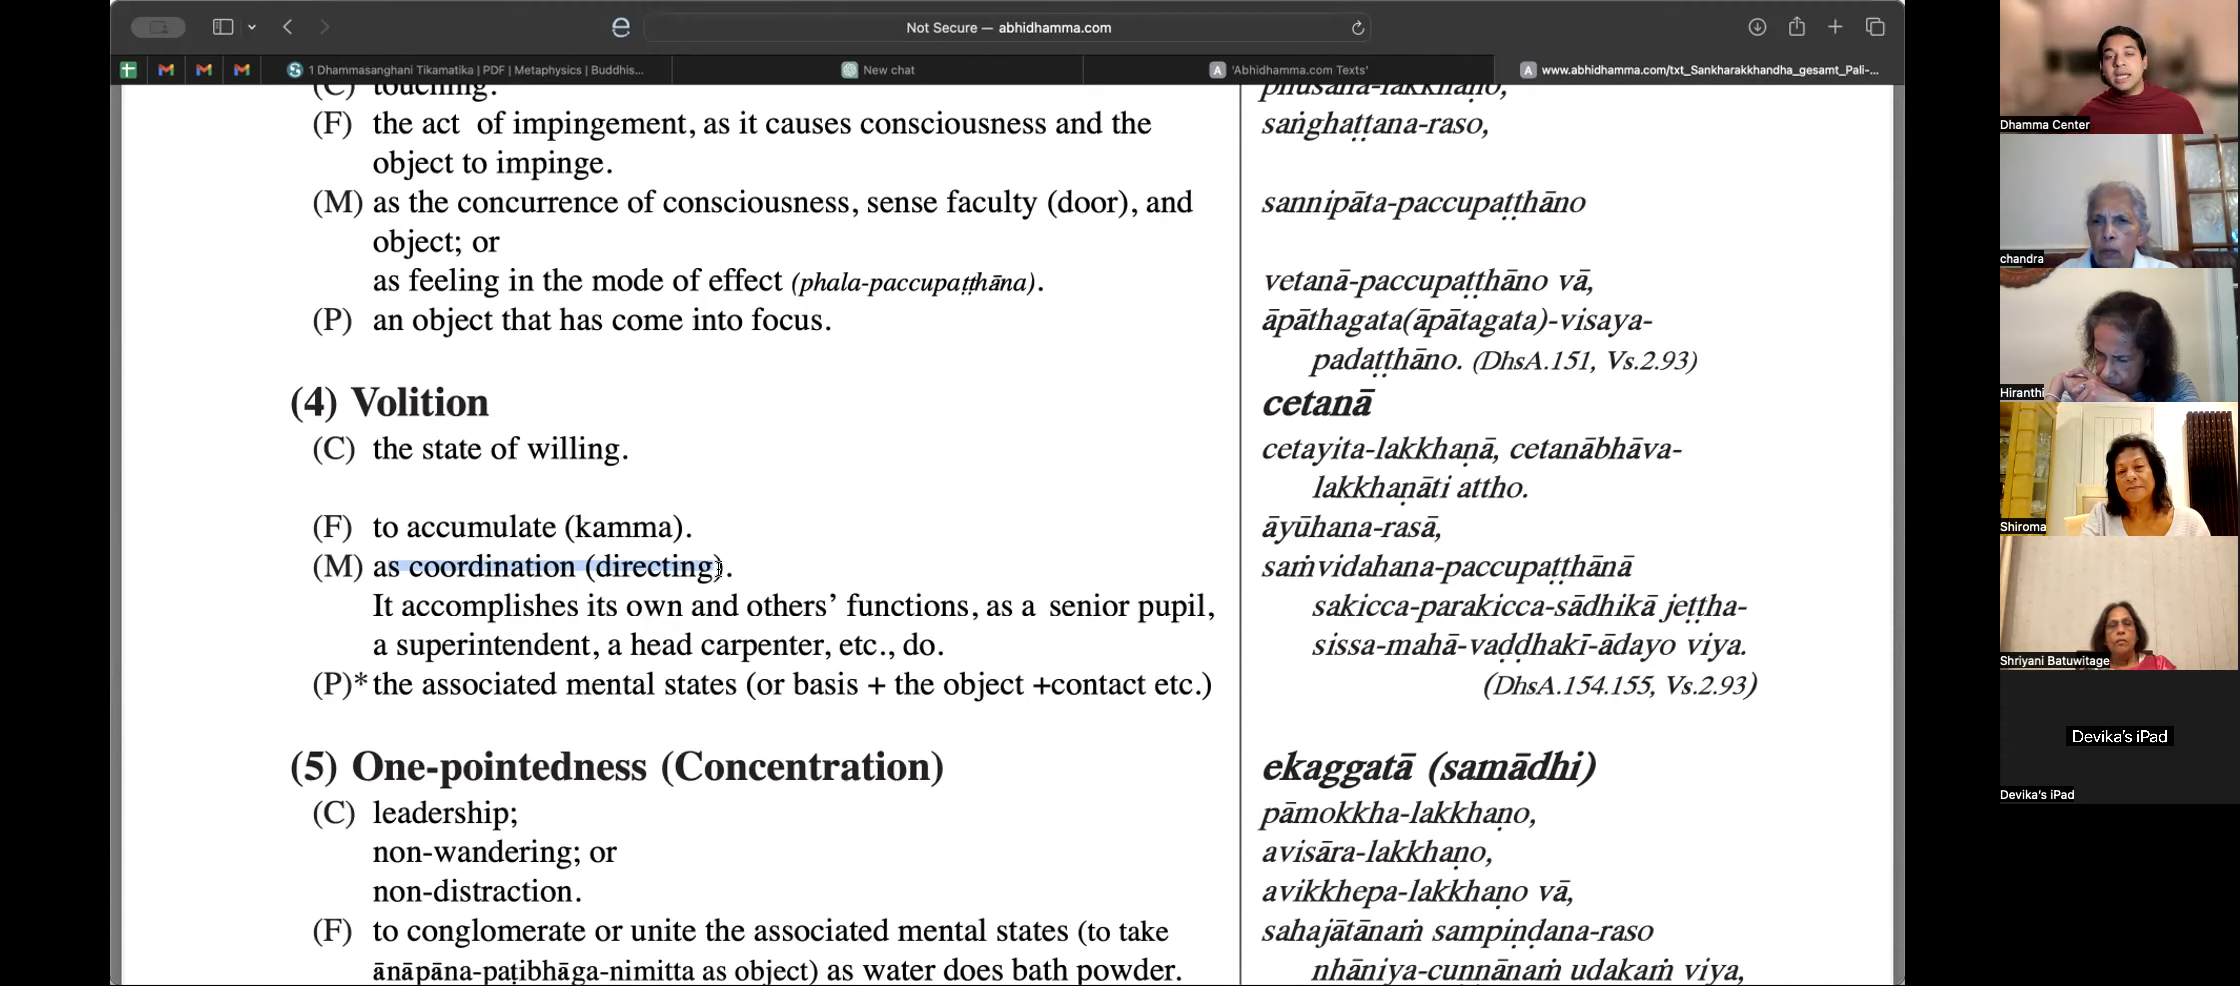 Not Secure — abhidhamma.com
1 Dhammasanghani Tikamatika | PDF | Metaphysics | Buddhis...
New chat
'Abhidhamma.com Texts'
www.abhidhamma.com/txt_Sankharakkhandha_gesamt_Pali-...
(C) touching.
phusana-lakkhaṇo,
(F) the act of impingement, as it causes consciousness and the
saṅghaṭṭana-raso,
object to impinge.
(M) as the concurrence of consciousness, sense faculty (door), and
sannipāta-paccupaṭṭhāno
object; or
as feeling in the mode of effect (phala-paccupaṭṭhāna).
vetanā-paccupaṭṭhāno vā,
(P) an object that has come into focus.
āpāthagata(āpātagata)-visaya-
padaṭṭhāno. (DhsA.151, Vs.2.93)
(4) Volition
cetanā
(C) the state of willing.
cetayita-lakkhaṇā, cetanābhāva-
lakkhaṇāti attho.
(F) to accumulate (kamma).
āyūhana-rasā,
(M) as coordination (directing).
saṁvidahana-paccupaṭṭhānā
It accomplishes its own and others’ functions, as a senior pupil,
sakicca-parakicca-sādhikā jeṭṭha-
a superintendent, a head carpenter, etc., do.
sissa-mahā-vaḍḍhakī-ādayo viya.
(P)* the associated mental states (or basis + the object +contact etc.)
(DhsA.154.155, Vs.2.93)
(5) One-pointedness (Concentration)
ekaggatā (samādhi)
(C) leadership;
pāmokkha-lakkhaṇo,
non-wandering; or
avisāra-lakkhaṇo,
non-distraction.
avikkhepa-lakkhaṇo vā,
(F) to conglomerate or unite the associated mental states (to take
sahajātānaṁ sampiṇḍana-raso
ānāpāna-paṭibhāga-nimitta as object) as water does bath powder.
nhāniya-cuṇṇānaṁ udakaṁ viya,
Dhamma Center
chandra
Hiranthi
Shiroma
Shriyani Batuwitage
Devika's iPad
Devika's iPad